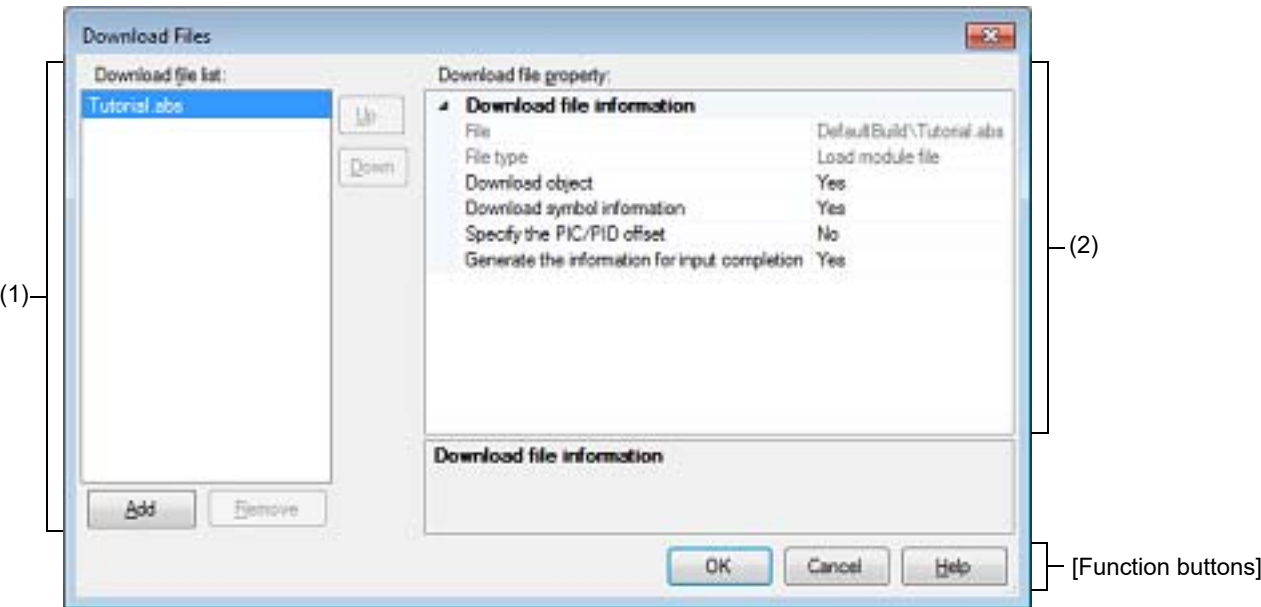 Download Files
Download file list:
Tutorial.abs
Up
Down
Add
Remove
(1)
Download file property:
Download file information
File DefaultBuild\Tutorial.abs
File type Load module file
Download object Yes
Download symbol information Yes
Specify the PIC/PID offset No
Generate the information for input completion Yes
(2)
Download file information
OK Cancel Help
[Function buttons]